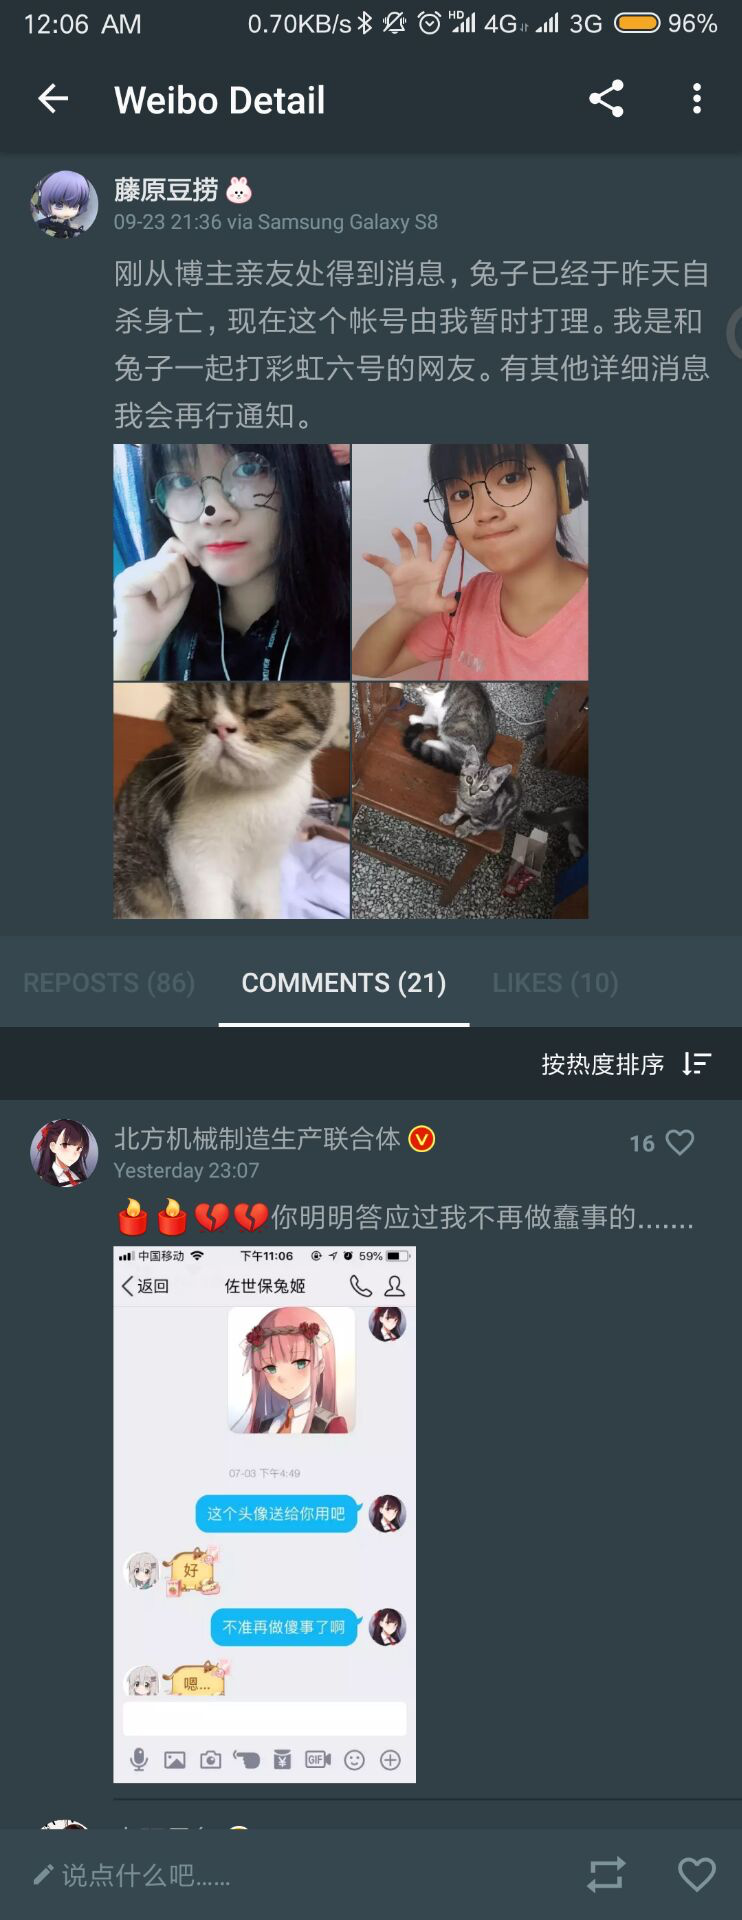 12:06 AM 0.70KB/s HD 4G 3G 96%
Weibo Detail
藤原豆捞
09-23 21:36 via Samsung Galaxy S8
刚从博主亲友处得到消息，兔子已经于昨天自
杀身亡，现在这个帐号由我暂时打理。我是和
兔子一起打彩虹六号的网友。有其他详细消息
我会再行通知。
REPOSTS (86) COMMENTS (21) LIKES (10)
按热度排序
北方机械制造生产联合体 V
16
Yesterday 23:07
你明明答应过我不再做蠢事的.......
中国移动 下午11:06 59%
返回 佐世保兔姬
07-03 下午4:49
这个头像送给你用吧
好
不准再做傻事了啊
嗯...
GIF
说点什么吧......